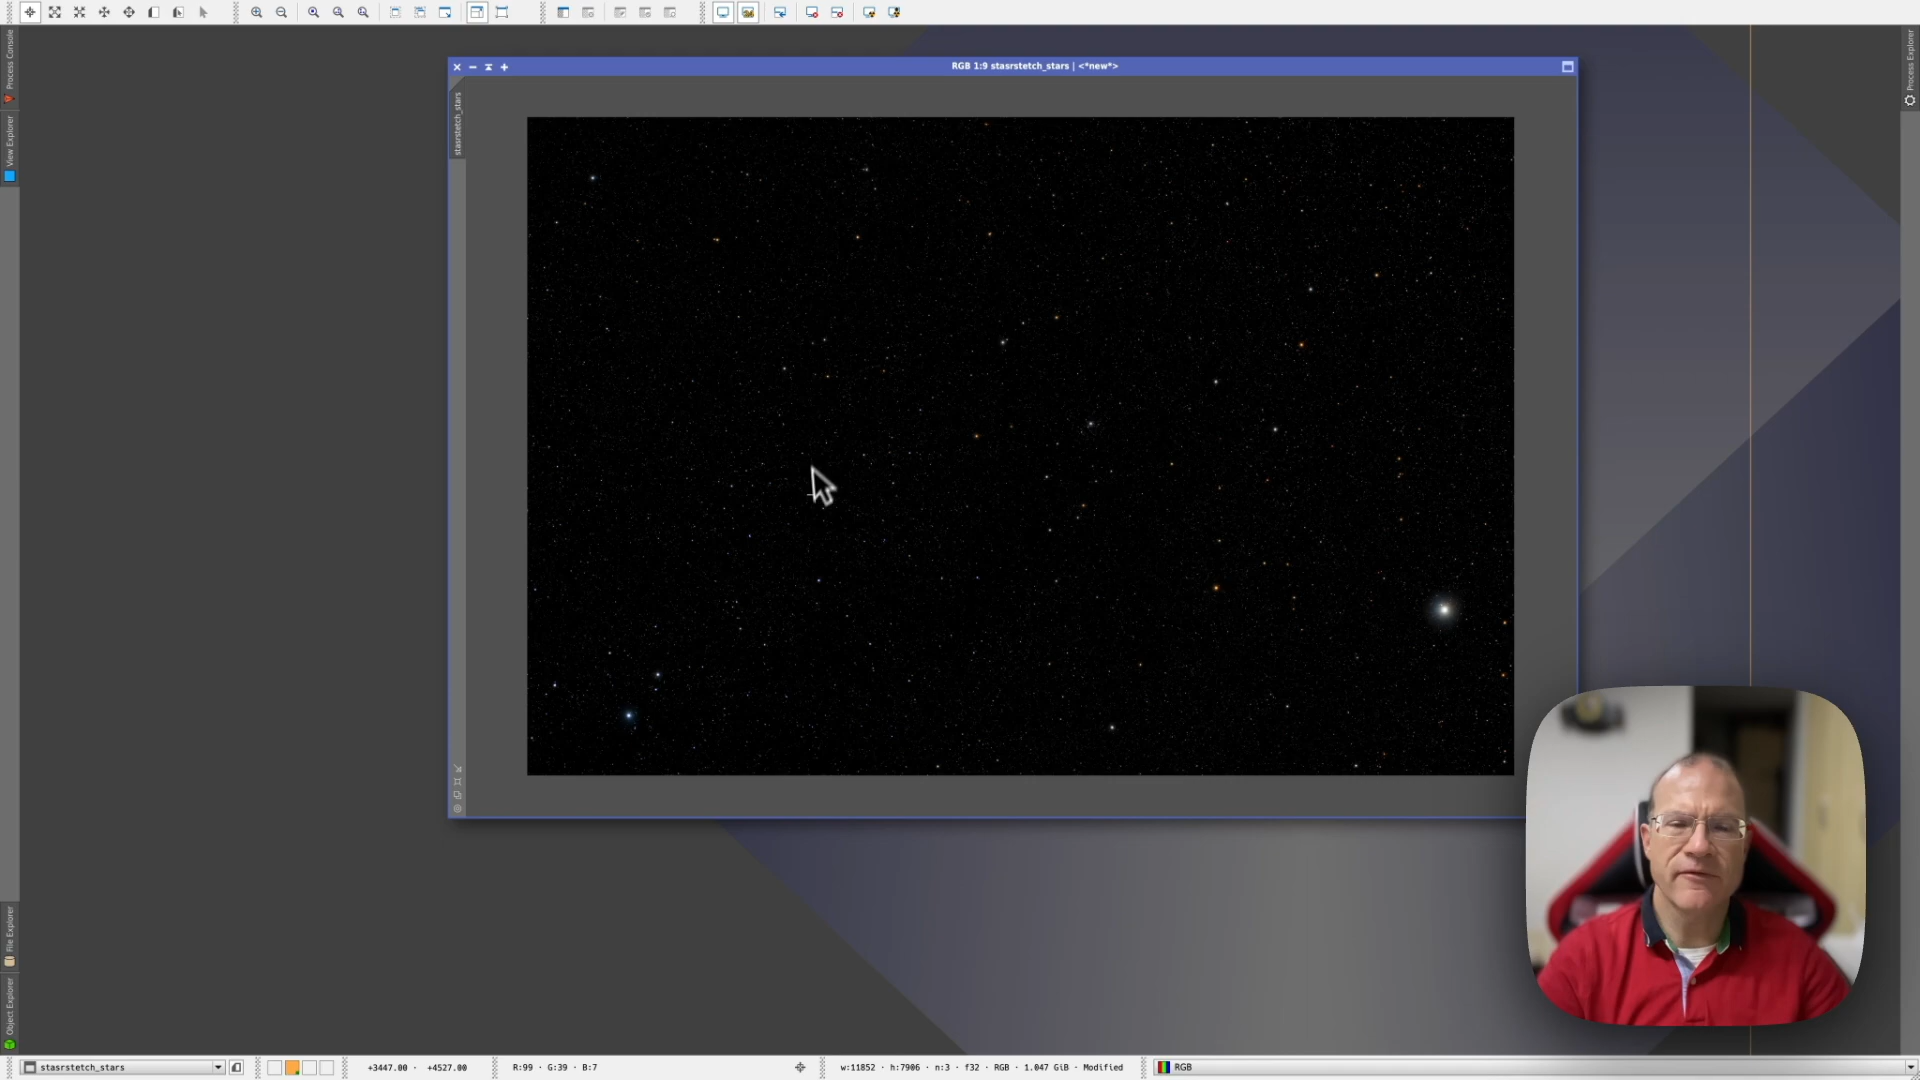 RGB 1:9 stasrstetch_stars | <*new*>
Process Console
View Explorer
stasrstetch_stars
Process Explorer
File Explorer
Object Explorer
stasrstetch_stars
+3447.00 · +4527.00
R:99 · G:39 · B:7
w:11852 · h:7906 · n:3 · f32 · RGB · 1.047 GiB · Modified
RGB